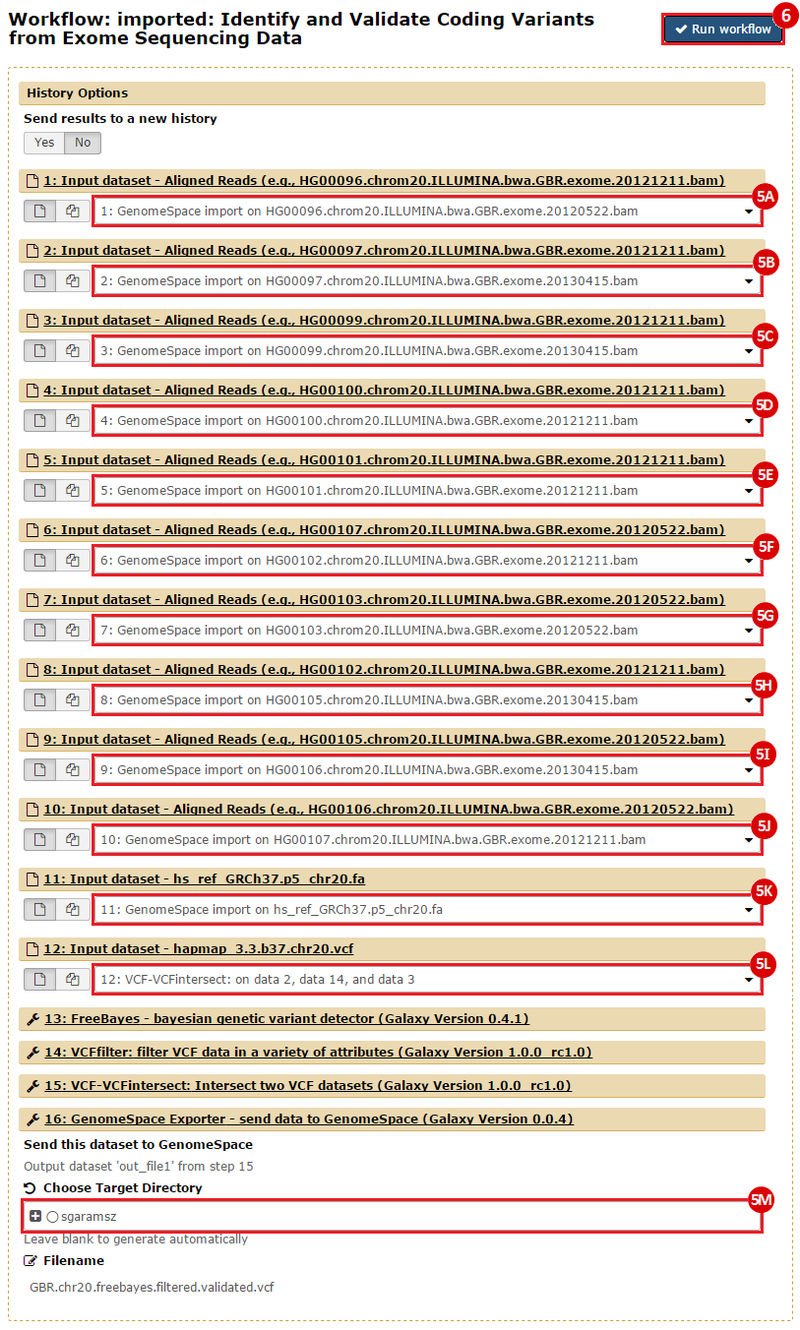 Workflow: imported: Identify and Validate Coding Variants
from Exome Sequencing Data
Run workflow
6
History Options
Send results to a new history
Yes No
1: Input dataset - Aligned Reads (e.g., HG00096.chrom20.ILLUMINA.bwa.GBR.exome.20121211.bam)
5A
1: GenomeSpace import on HG00096.chrom20.ILLUMINA.bwa.GBR.exome.20120522.bam
2: Input dataset - Aligned Reads (e.g., HG00097.chrom20.ILLUMINA.bwa.GBR.exome.20121211.bam)
5B
2: GenomeSpace import on HG00097.chrom20.ILLUMINA.bwa.GBR.exome.20130415.bam
3: Input dataset - Aligned Reads (e.g., HG00099.chrom20.ILLUMINA.bwa.GBR.exome.20121211.bam)
5C
3: GenomeSpace import on HG00099.chrom20.ILLUMINA.bwa.GBR.exome.20130415.bam
4: Input dataset - Aligned Reads (e.g., HG00100.chrom20.ILLUMINA.bwa.GBR.exome.20121211.bam)
5D
4: GenomeSpace import on HG00100.chrom20.ILLUMINA.bwa.GBR.exome.20121211.bam
5: Input dataset - Aligned Reads (e.g., HG00101.chrom20.ILLUMINA.bwa.GBR.exome.20121211.bam)
5E
5: GenomeSpace import on HG00101.chrom20.ILLUMINA.bwa.GBR.exome.20121211.bam
6: Input dataset - Aligned Reads (e.g., HG00107.chrom20.ILLUMINA.bwa.GBR.exome.20120522.bam)
5F
6: GenomeSpace import on HG00102.chrom20.ILLUMINA.bwa.GBR.exome.20121211.bam
7: Input dataset - Aligned Reads (e.g., HG00103.chrom20.ILLUMINA.bwa.GBR.exome.20120522.bam)
5G
7: GenomeSpace import on HG00103.chrom20.ILLUMINA.bwa.GBR.exome.20120522.bam
8: Input dataset - Aligned Reads (e.g., HG00102.chrom20.ILLUMINA.bwa.GBR.exome.20121211.bam)
5H
8: GenomeSpace import on HG00105.chrom20.ILLUMINA.bwa.GBR.exome.20130415.bam
9: Input dataset - Aligned Reads (e.g., HG00105.chrom20.ILLUMINA.bwa.GBR.exome.20120522.bam)
5I
9: GenomeSpace import on HG00106.chrom20.ILLUMINA.bwa.GBR.exome.20130415.bam
10: Input dataset - Aligned Reads (e.g., HG00106.chrom20.ILLUMINA.bwa.GBR.exome.20120522.bam)
5J
10: GenomeSpace import on HG00107.chrom20.ILLUMINA.bwa.GBR.exome.20121211.bam
11: Input dataset - hs_ref_GRCh37.p5_chr20.fa
5K
11: GenomeSpace import on hs_ref_GRCh37.p5_chr20.fa
12: Input dataset - hapmap_3.3.b37.chr20.vcf
5L
12: VCF-VCFintersect: on data 2, data 14, and data 3
13: FreeBayes - bayesian genetic variant detector (Galaxy Version 0.4.1)
14: VCFfilter: filter VCF data in a variety of attributes (Galaxy Version 1.0.0_rc1.0)
15: VCF-VCFintersect: Intersect two VCF datasets (Galaxy Version 1.0.0_rc1.0)
16: GenomeSpace Exporter - send data to GenomeSpace (Galaxy Version 0.0.4)
Send this dataset to GenomeSpace
Output dataset 'out_file1' from step 15
Choose Target Directory
5M
sgaramsz
Leave blank to generate automatically
Filename
GBR.chr20.freebayes.filtered.validated.vcf